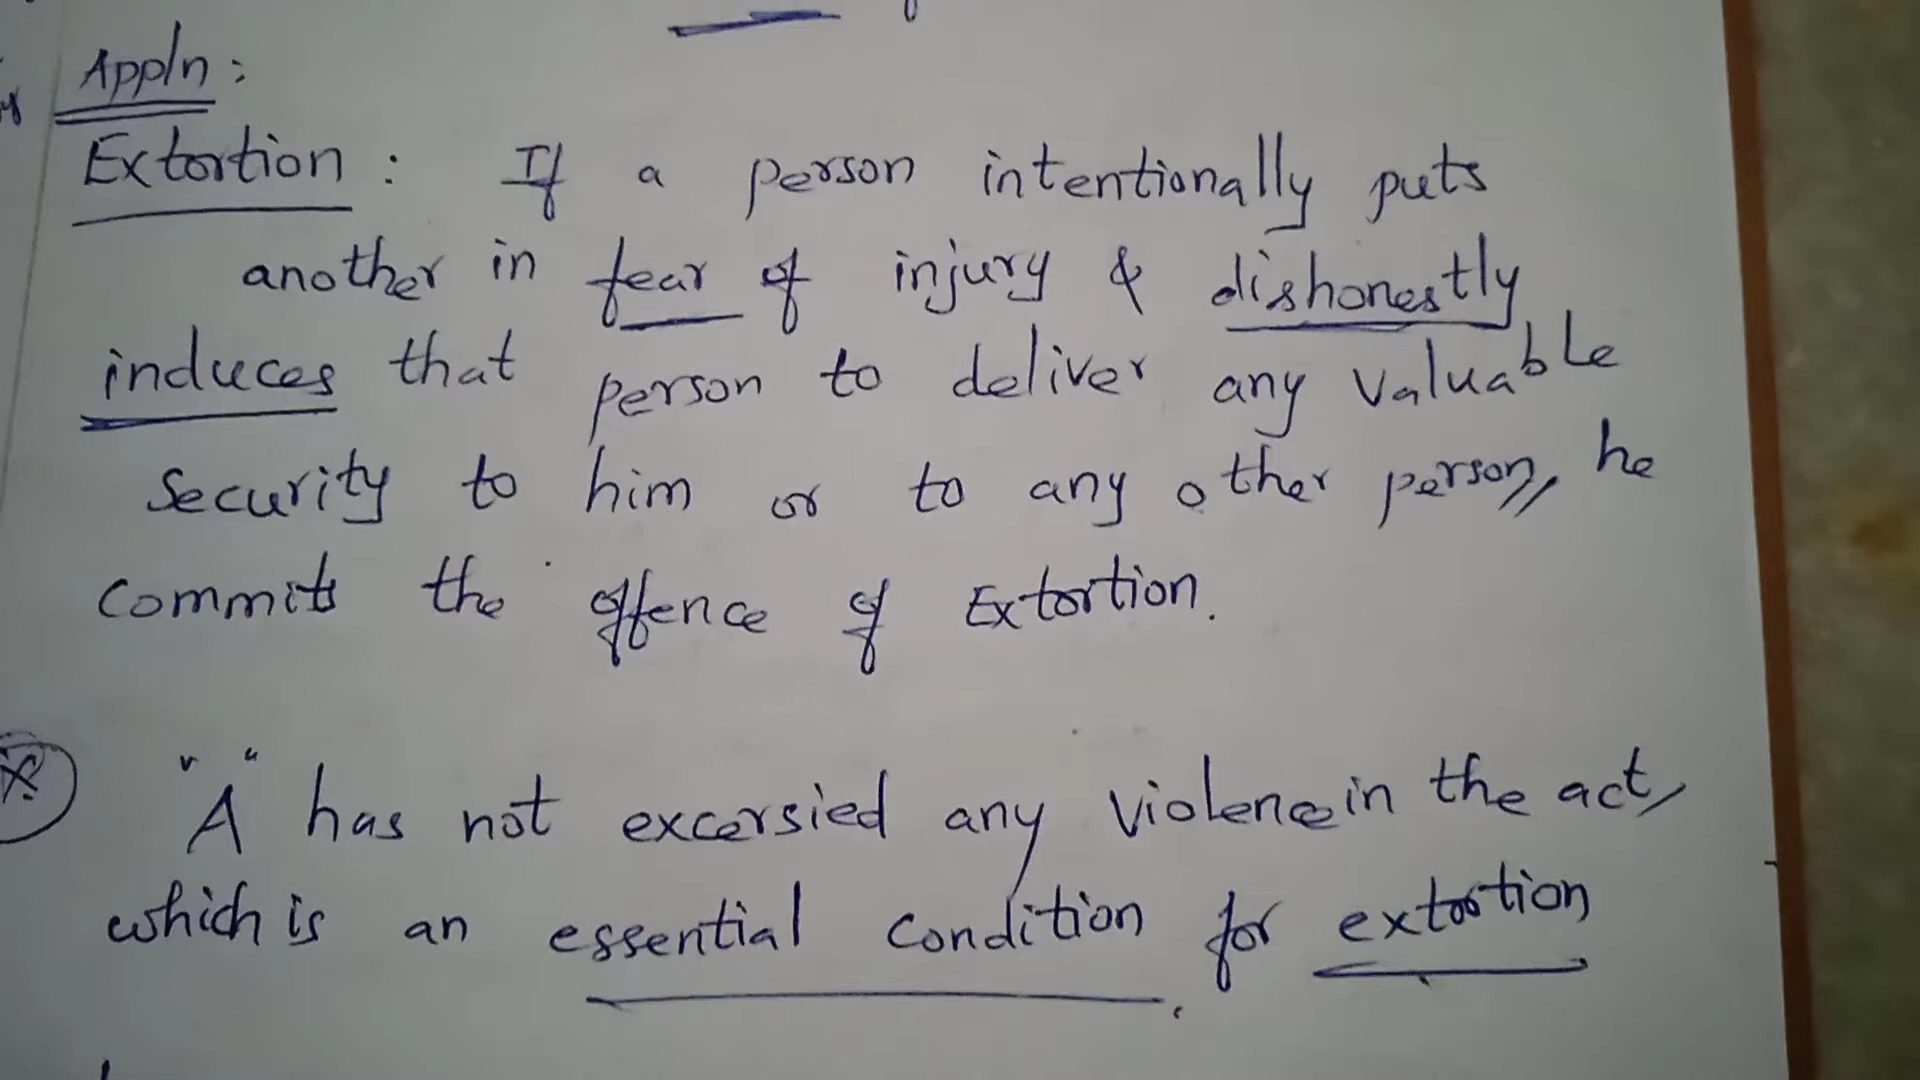 Appln:
Extortion: If a person intentionally puts
another in fear of injury & dishonestly
induces that person to deliver any valuable
security to him or to any other person, he
commits the offence of Extortion.
"A" has not excersied any violence in the act,
which is an essential condition for extortion